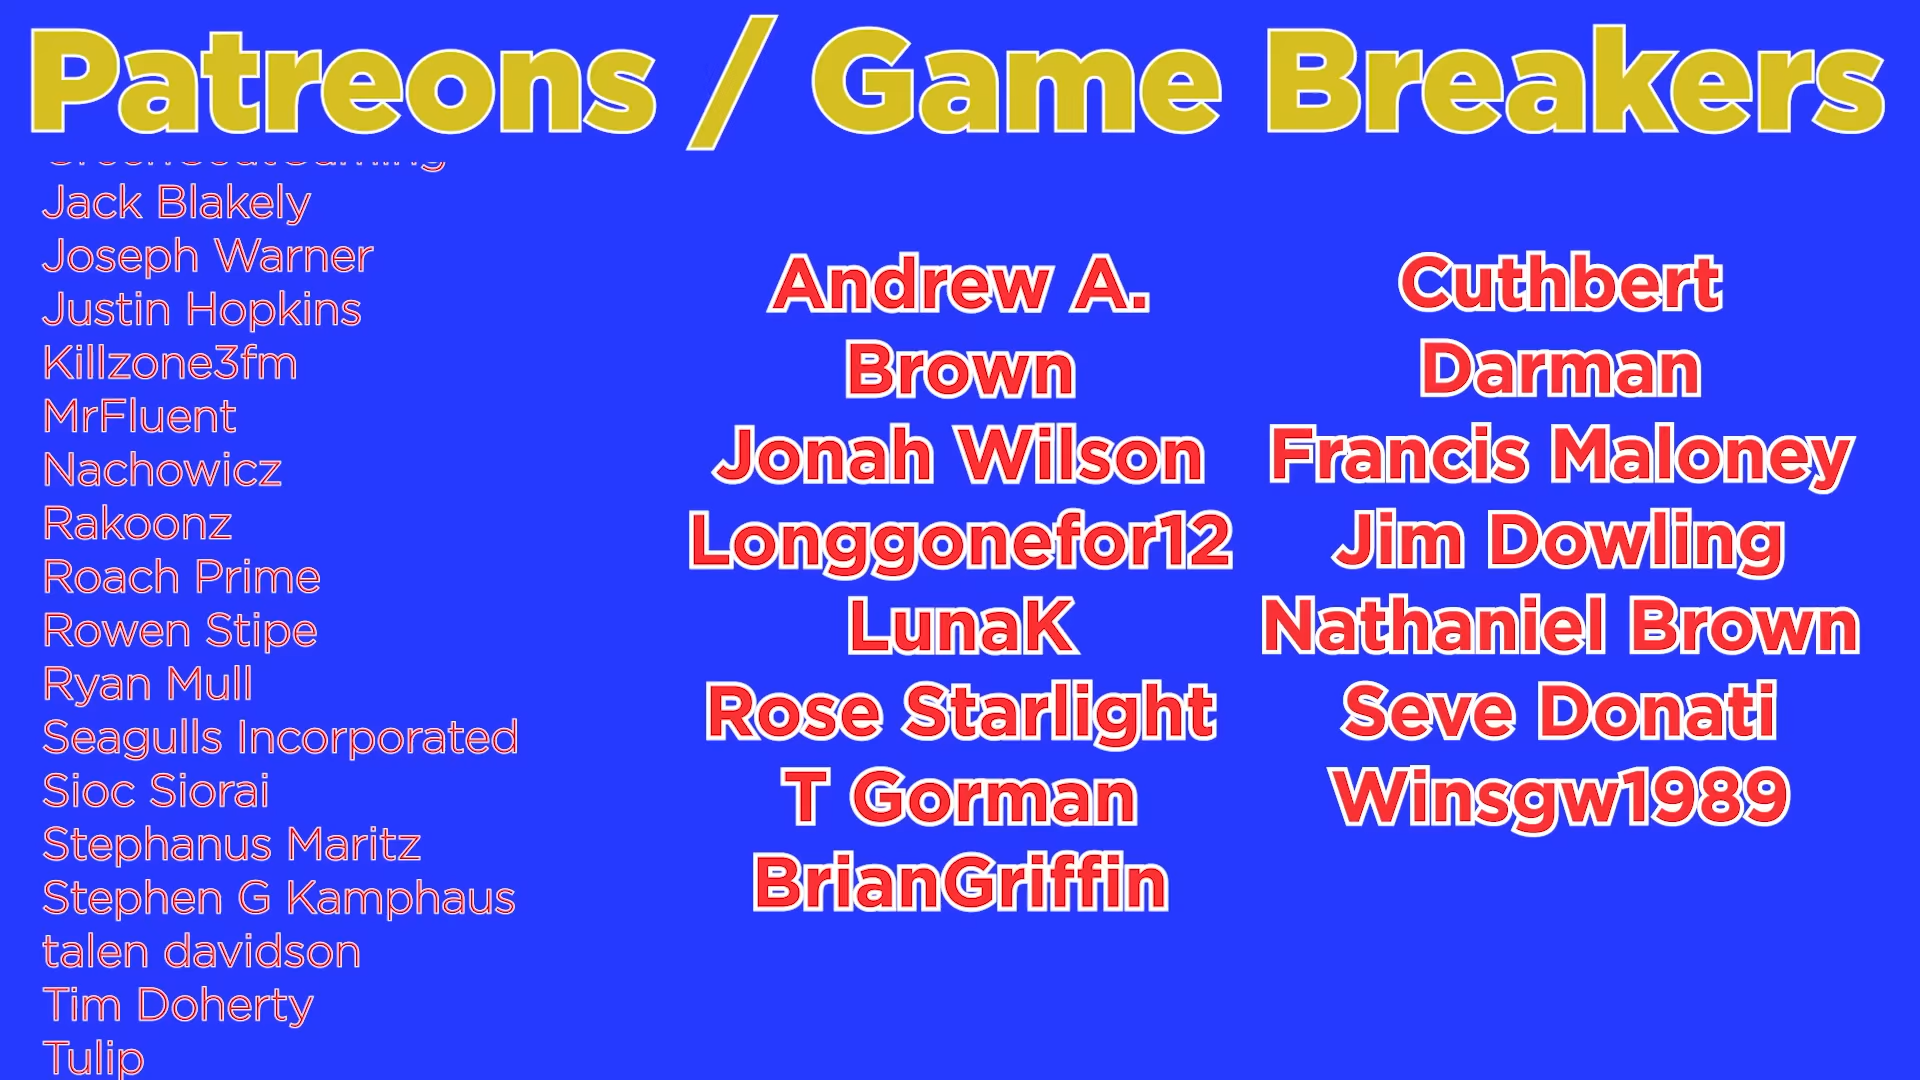 Patreons / Game Breakers
Jack Blakely
Joseph Warner
Justin Hopkins
Killzone3fm
MrFluent
Nachowicz
Rakoonz
Roach Prime
Rowen Stipe
Ryan Mull
Seagulls Incorporated
Sioc Siorai
Stephanus Maritz
Stephen G Kamphaus
talen davidson
Tim Doherty
Tulip
Andrew A.
Brown
Jonah Wilson
Longgonefor12
LunaK
Rose Starlight
T Gorman
BrianGriffin
Cuthbert
Darman
Francis Maloney
Jim Dowling
Nathaniel Brown
Seve Donati
Winsgw1989